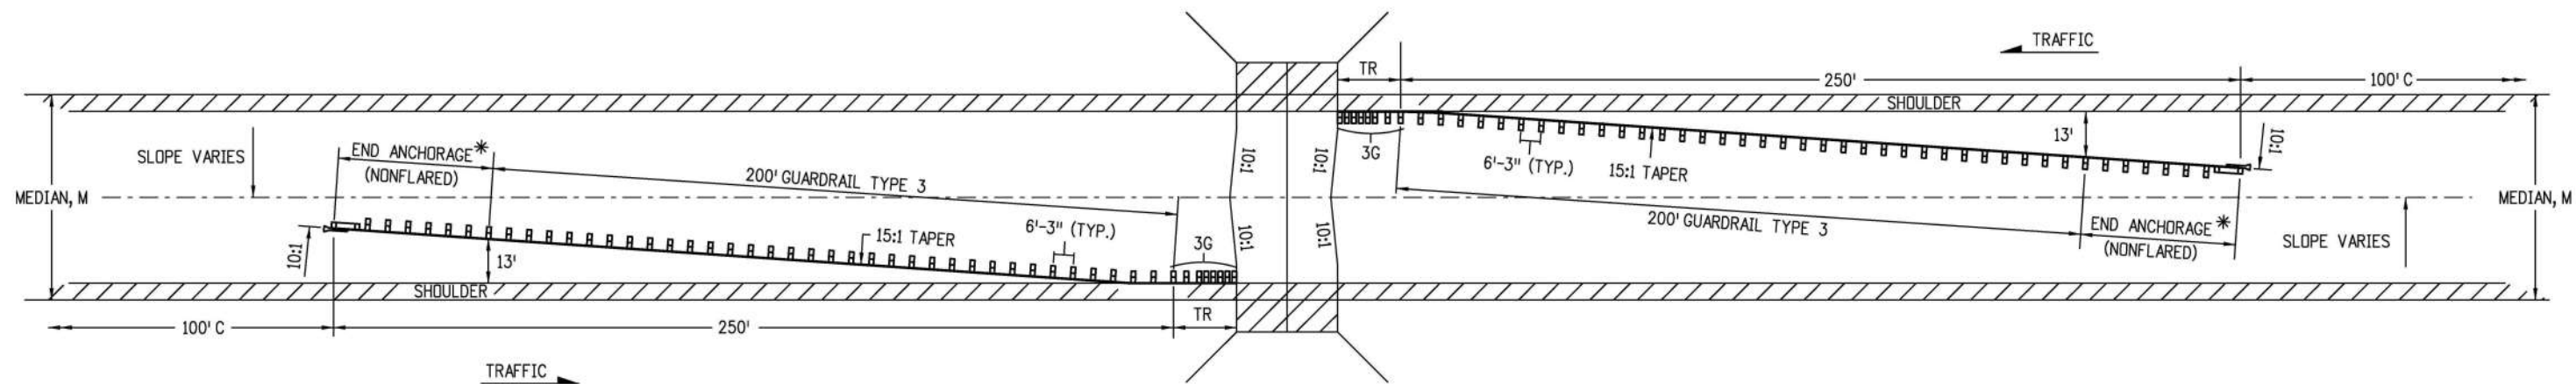 TRAFFIC
TR
250'
100' C
SHOULDER
13'
10:1
3G
6'-3" (TYP.)
15:1 TAPER
10:1
10:1
SLOPE VARIES
END ANCHORAGE*
(NONFLARED)
200' GUARDRAIL TYPE 3
MEDIAN, M
MEDIAN, M
200' GUARDRAIL TYPE 3
END ANCHORAGE*
(NONFLARED)
SLOPE VARIES
10:1
13'
15:1 TAPER
6'-3" (TYP.)
3G
10:1
10:1
SHOULDER
100' C
250'
TR
TRAFFIC